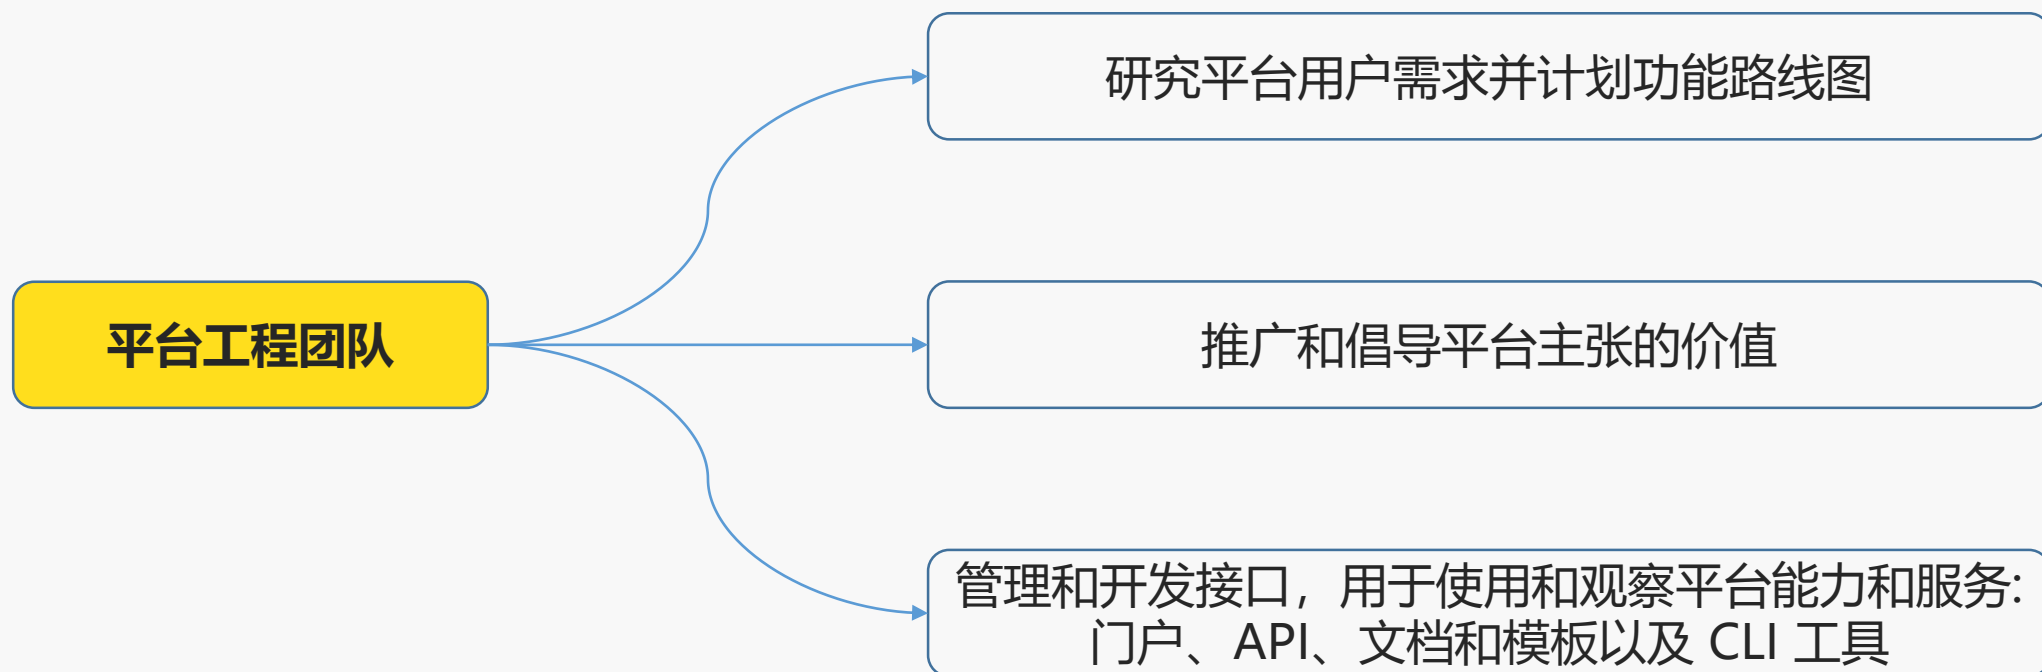 研究平台用户需求并计划功能路线图
平台工程团队
推广和倡导平台主张的价值
管理和开发接口，用于使用和观察平台能力和服务:
门户、API、文档和模板以及 CLI 工具